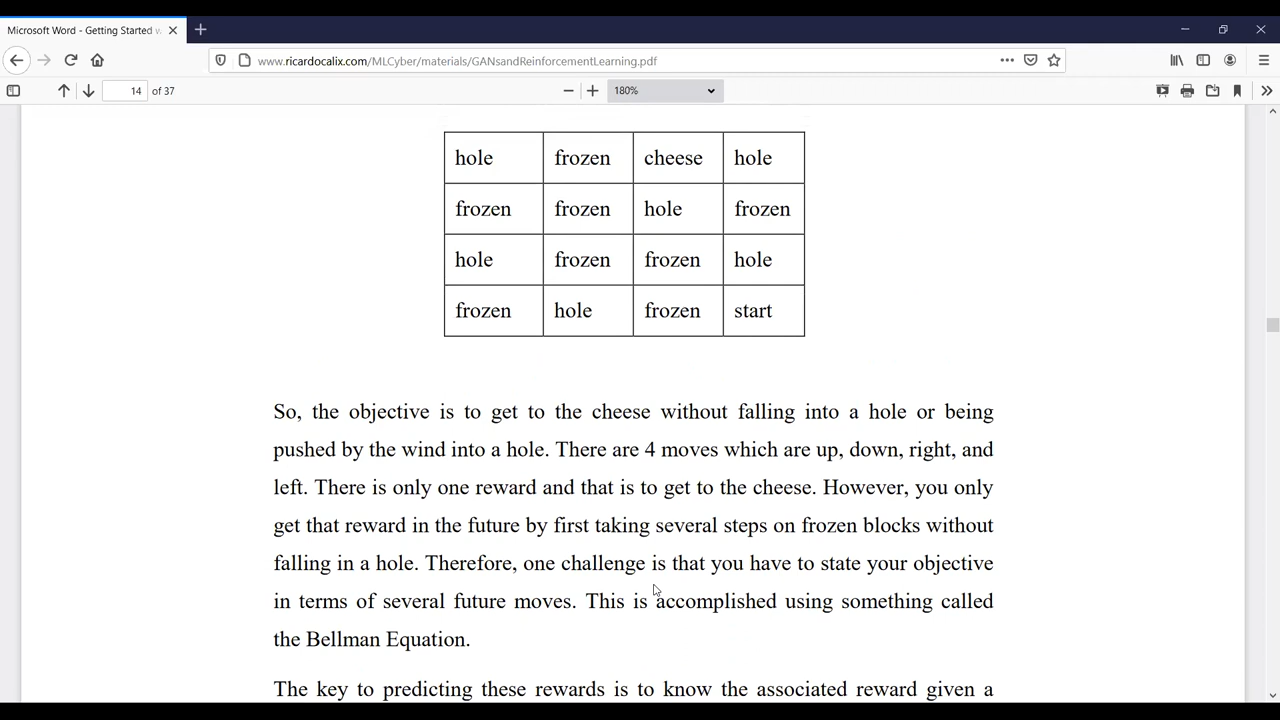 Microsoft Word - Getting Started w
www.ricardocalix.com/MLCyber/materials/GANsandReinforcementLearning.pdf
14 of 37
180%
hole frozen cheese hole
frozen frozen hole frozen
hole frozen frozen hole
frozen hole frozen start
So, the objective is to get to the cheese without falling into a hole or being
pushed by the wind into a hole. There are 4 moves which are up, down, right, and
left. There is only one reward and that is to get to the cheese. However, you only
get that reward in the future by first taking several steps on frozen blocks without
falling in a hole. Therefore, one challenge is that you have to state your objective
in terms of several future moves. This is accomplished using something called
the Bellman Equation.
The key to predicting these rewards is to know the associated reward given a